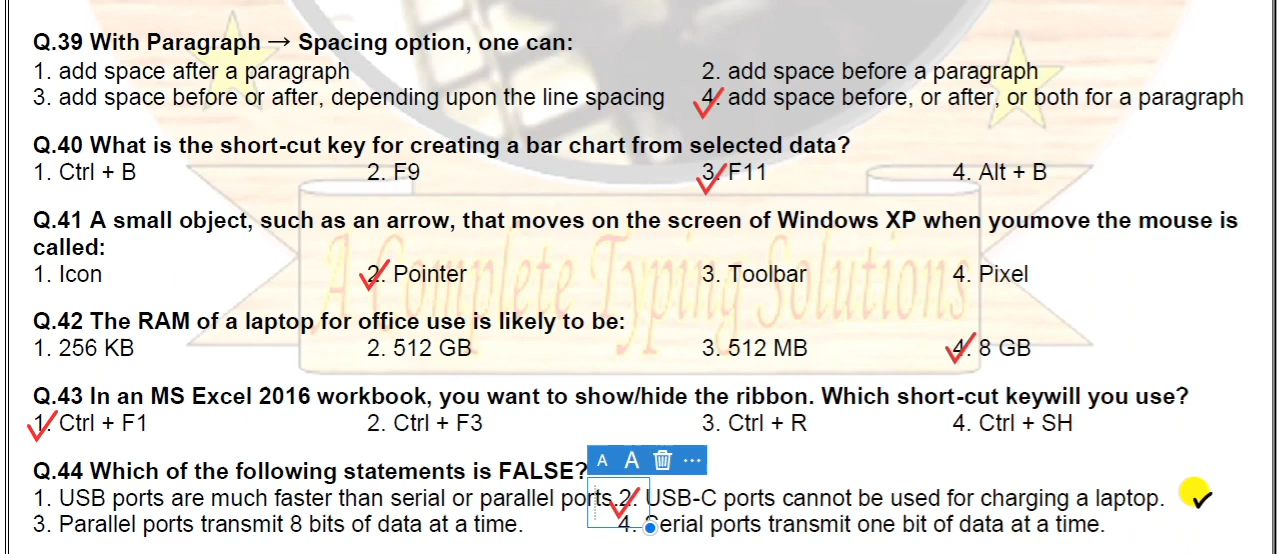 Q.39 With Paragraph → Spacing option, one can:
1. add space after a paragraph 2. add space before a paragraph
3. add space before or after, depending upon the line spacing 4. add space before, or after, or both for a paragraph
Q.40 What is the short-cut key for creating a bar chart from selected data?
1. Ctrl + B 2. F9 3. F11 4. Alt + B
Q.41 A small object, such as an arrow, that moves on the screen of Windows XP when youmove the mouse is
called:
1. Icon 2. Pointer 3. Toolbar 4. Pixel
A Complete Typing Solutions
Q.42 The RAM of a laptop for office use is likely to be:
1. 256 KB 2. 512 GB 3. 512 MB 4. 8 GB
Q.43 In an MS Excel 2016 workbook, you want to show/hide the ribbon. Which short-cut keywill you use?
1. Ctrl + F1 2. Ctrl + F3 3. Ctrl + R 4. Ctrl + SH
Q.44 Which of the following statements is FALSE? A A ...
1. USB ports are much faster than serial or parallel ports. 2. USB-C ports cannot be used for charging a laptop.
3. Parallel ports transmit 8 bits of data at a time. 4. Serial ports transmit one bit of data at a time.